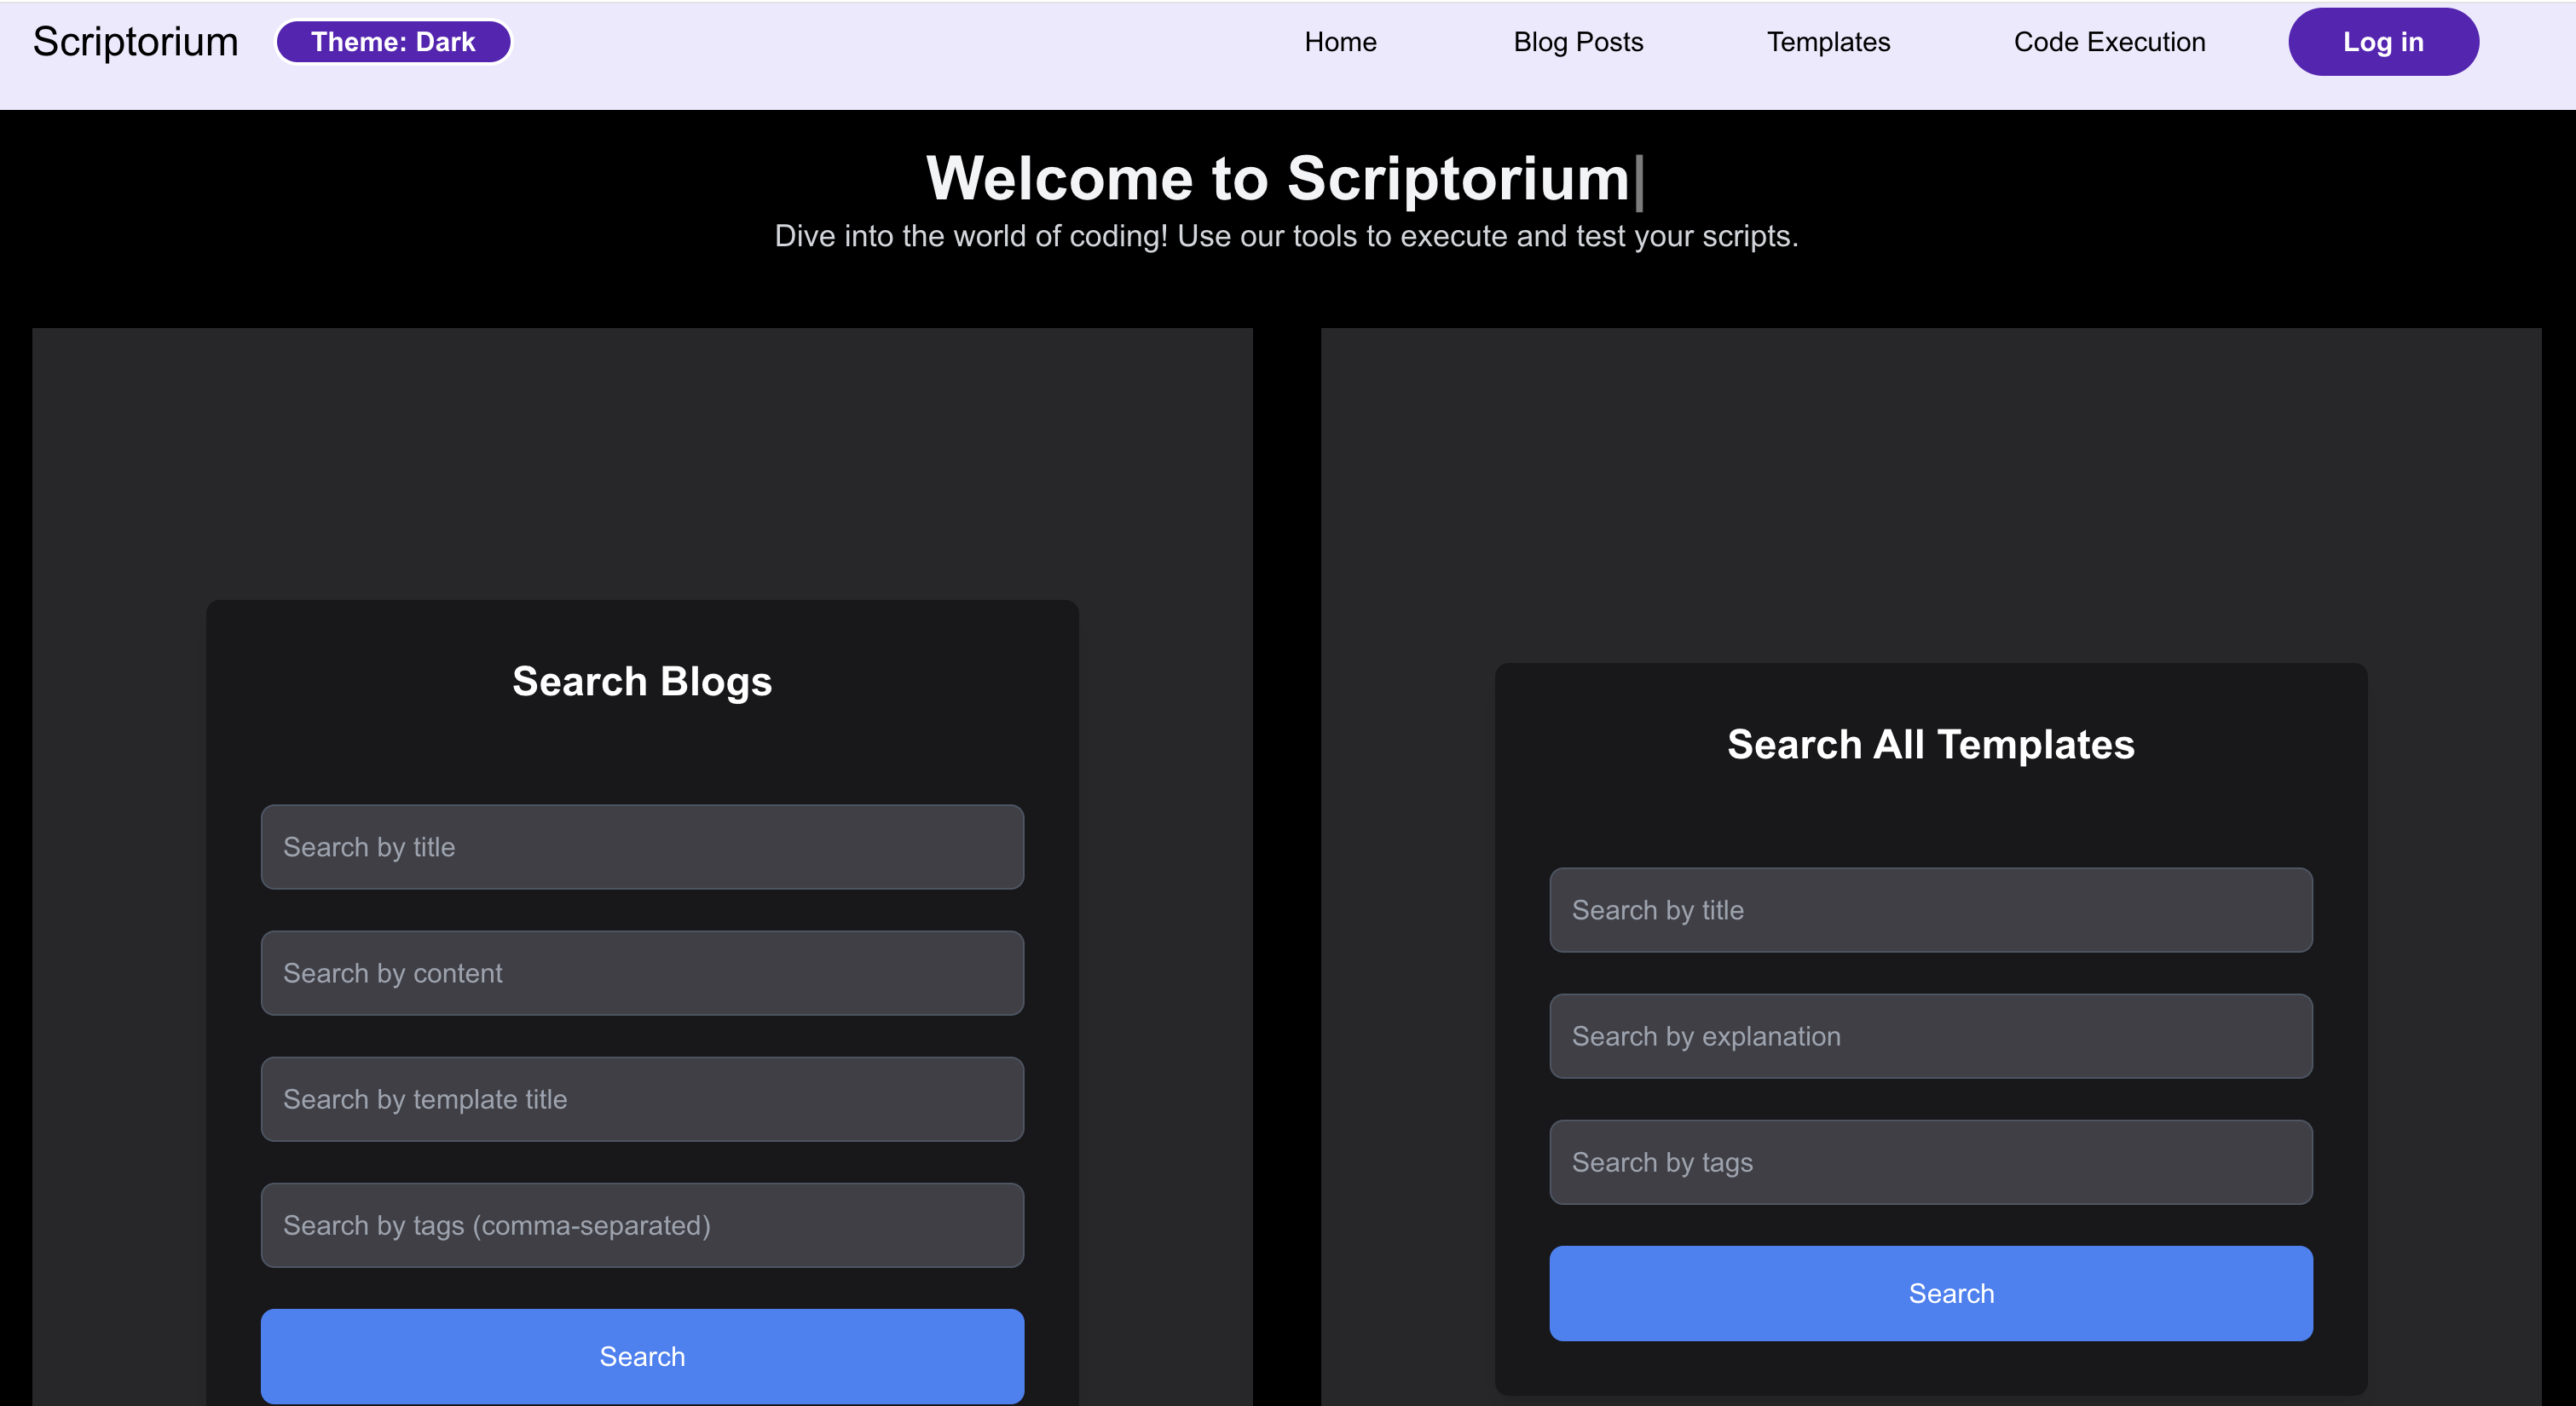 Scriptorium
Theme: Dark
Home
Blog Posts
Templates
Code Execution
Log in
Welcome to Scriptorium|
Dive into the world of coding! Use our tools to execute and test your scripts.
Search Blogs
Search by title
Search by content
Search by template title
Search by tags (comma-separated)
Search
Search All Templates
Search by title
Search by explanation
Search by tags
Search